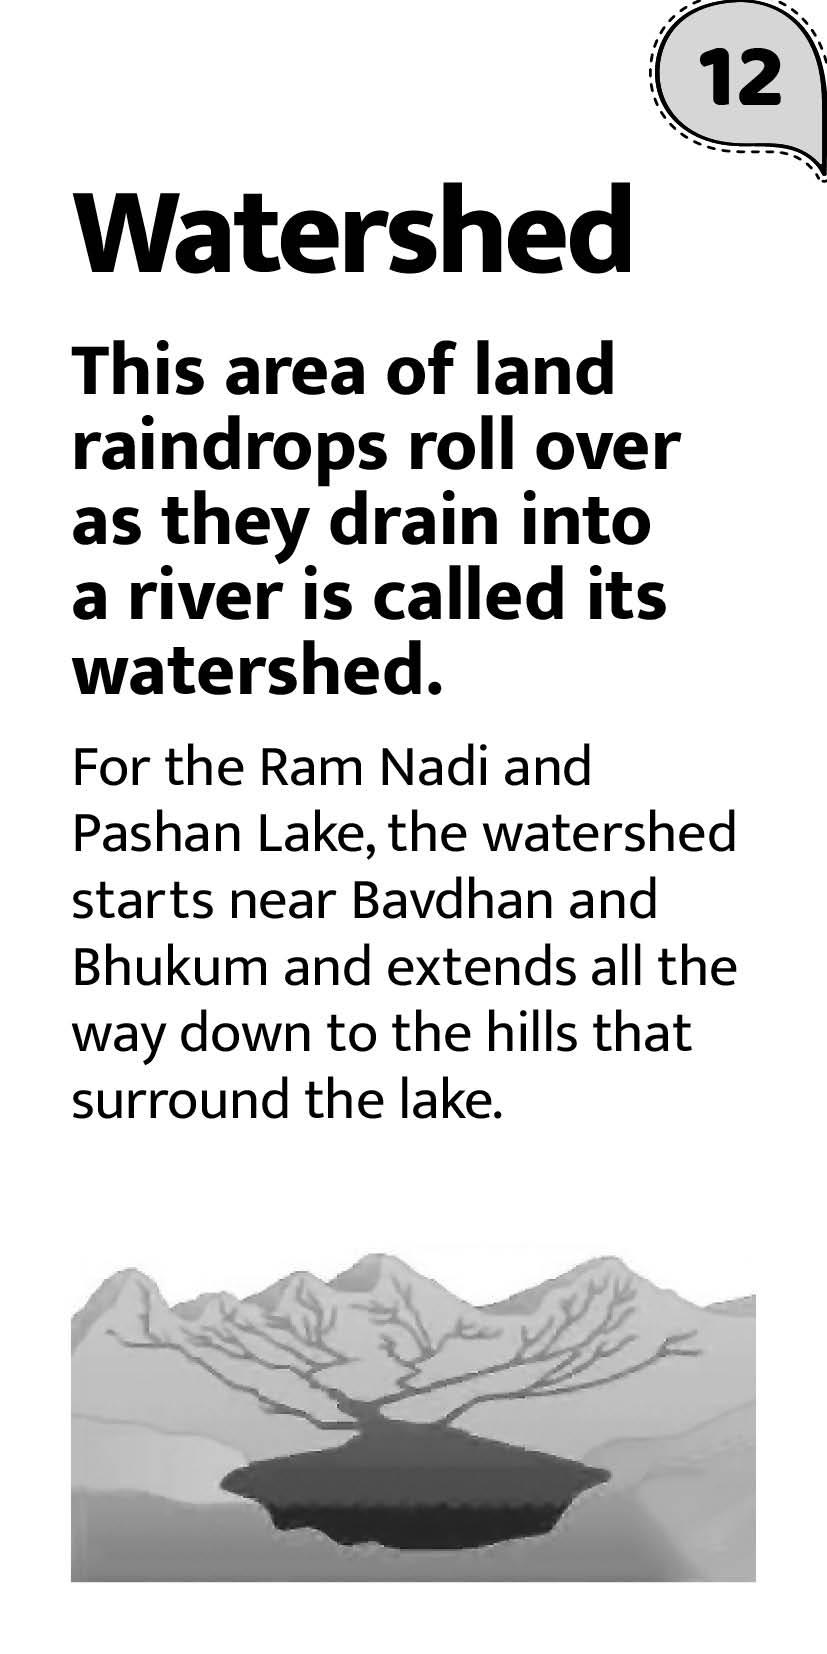 12
Watershed
This area of land
raindrops roll over
as they drain into
a river is called its
watershed.
For the Ram Nadi and
Pashan Lake, the watershed
starts near Bavdhan and
Bhukum and extends all the
way down to the hills that
surround the lake.